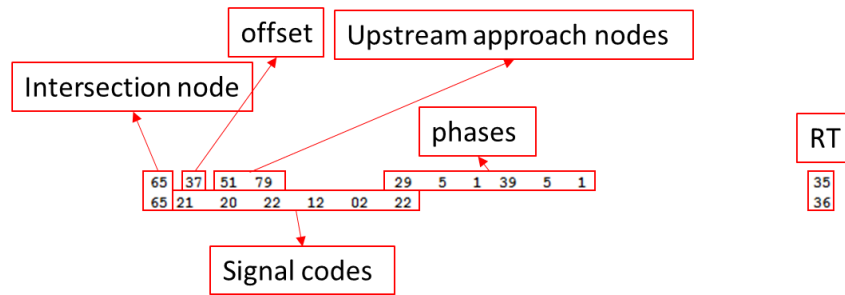 offset
Upstream approach nodes
Intersection node
phases
RT
65 37 51 79 29 5 1 39 5 1 35
65 21 20 22 12 02 22 36
Signal codes